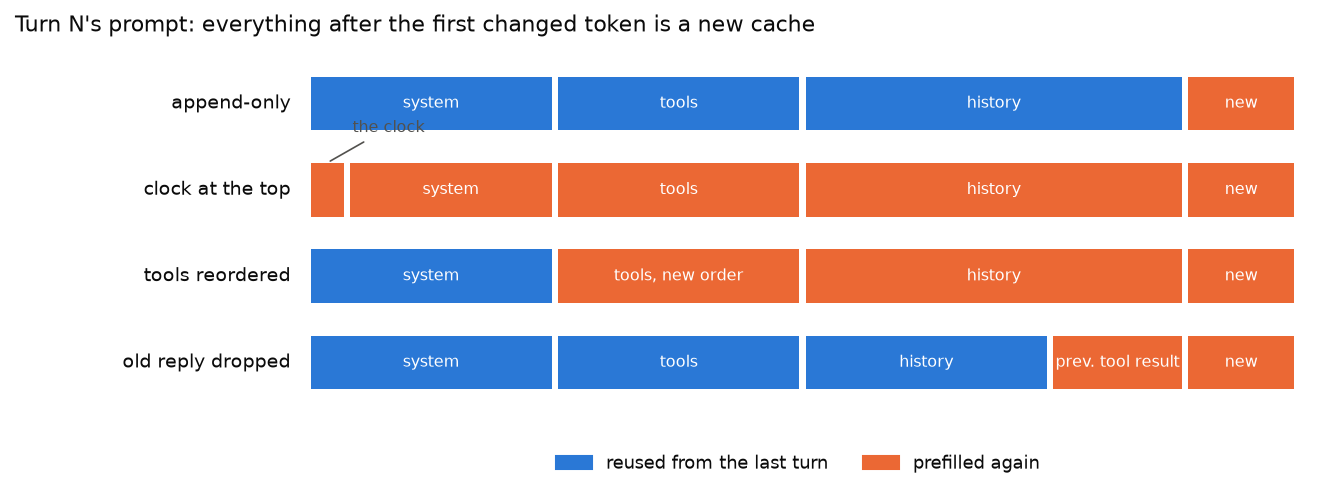 Turn N's prompt: everything after the first changed token is a new cache
append-only
system
tools
history
new
the clock
clock at the top
system
tools
history
new
tools reordered
system
tools, new order
history
new
old reply dropped
system
tools
history
prev. tool result
new
reused from the last turn
prefilled again